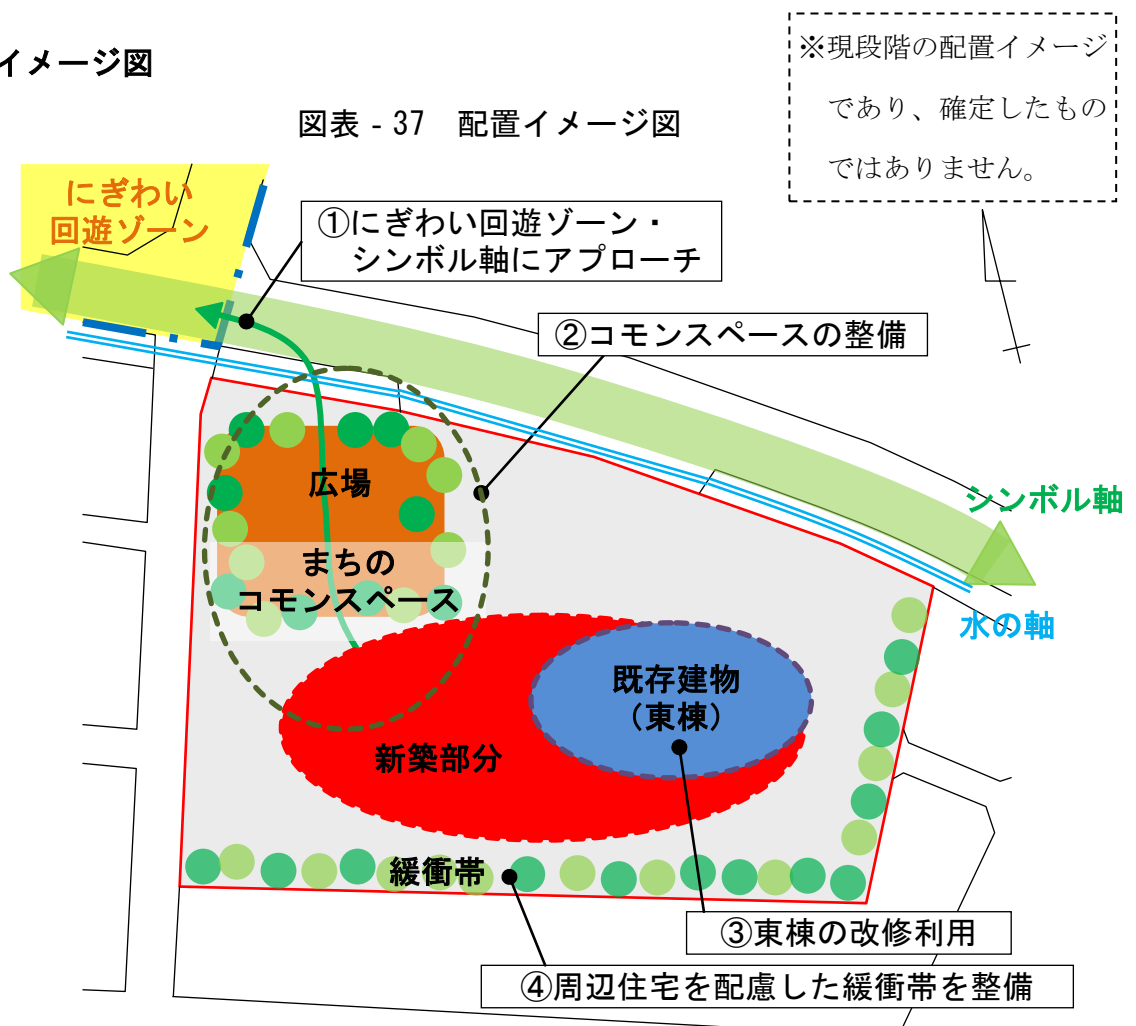 イメージ図
※現段階の配置イメージ
であり、確定したもの
ではありません。
図表 - 37　配置イメージ図
にぎわい
回遊ゾーン
①にぎわい回遊ゾーン・
シンボル軸にアプローチ
②コモンスペースの整備
広場
シンボル軸
まちの
コモンスペース
水の軸
既存建物
（東棟）
新築部分
緩衝帯
③東棟の改修利用
④周辺住宅を配慮した緩衝帯を整備